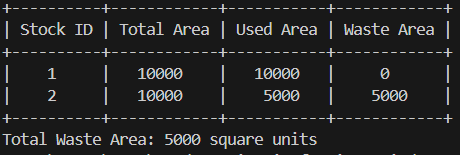 +----------+------------+-----------+------------+
| Stock ID | Total Area | Used Area | Waste Area |
+----------+------------+-----------+------------+
| 1 | 10000 | 10000 | 0 |
| 2 | 10000 | 5000 | 5000 |
+----------+------------+-----------+------------+
Total Waste Area: 5000 square units